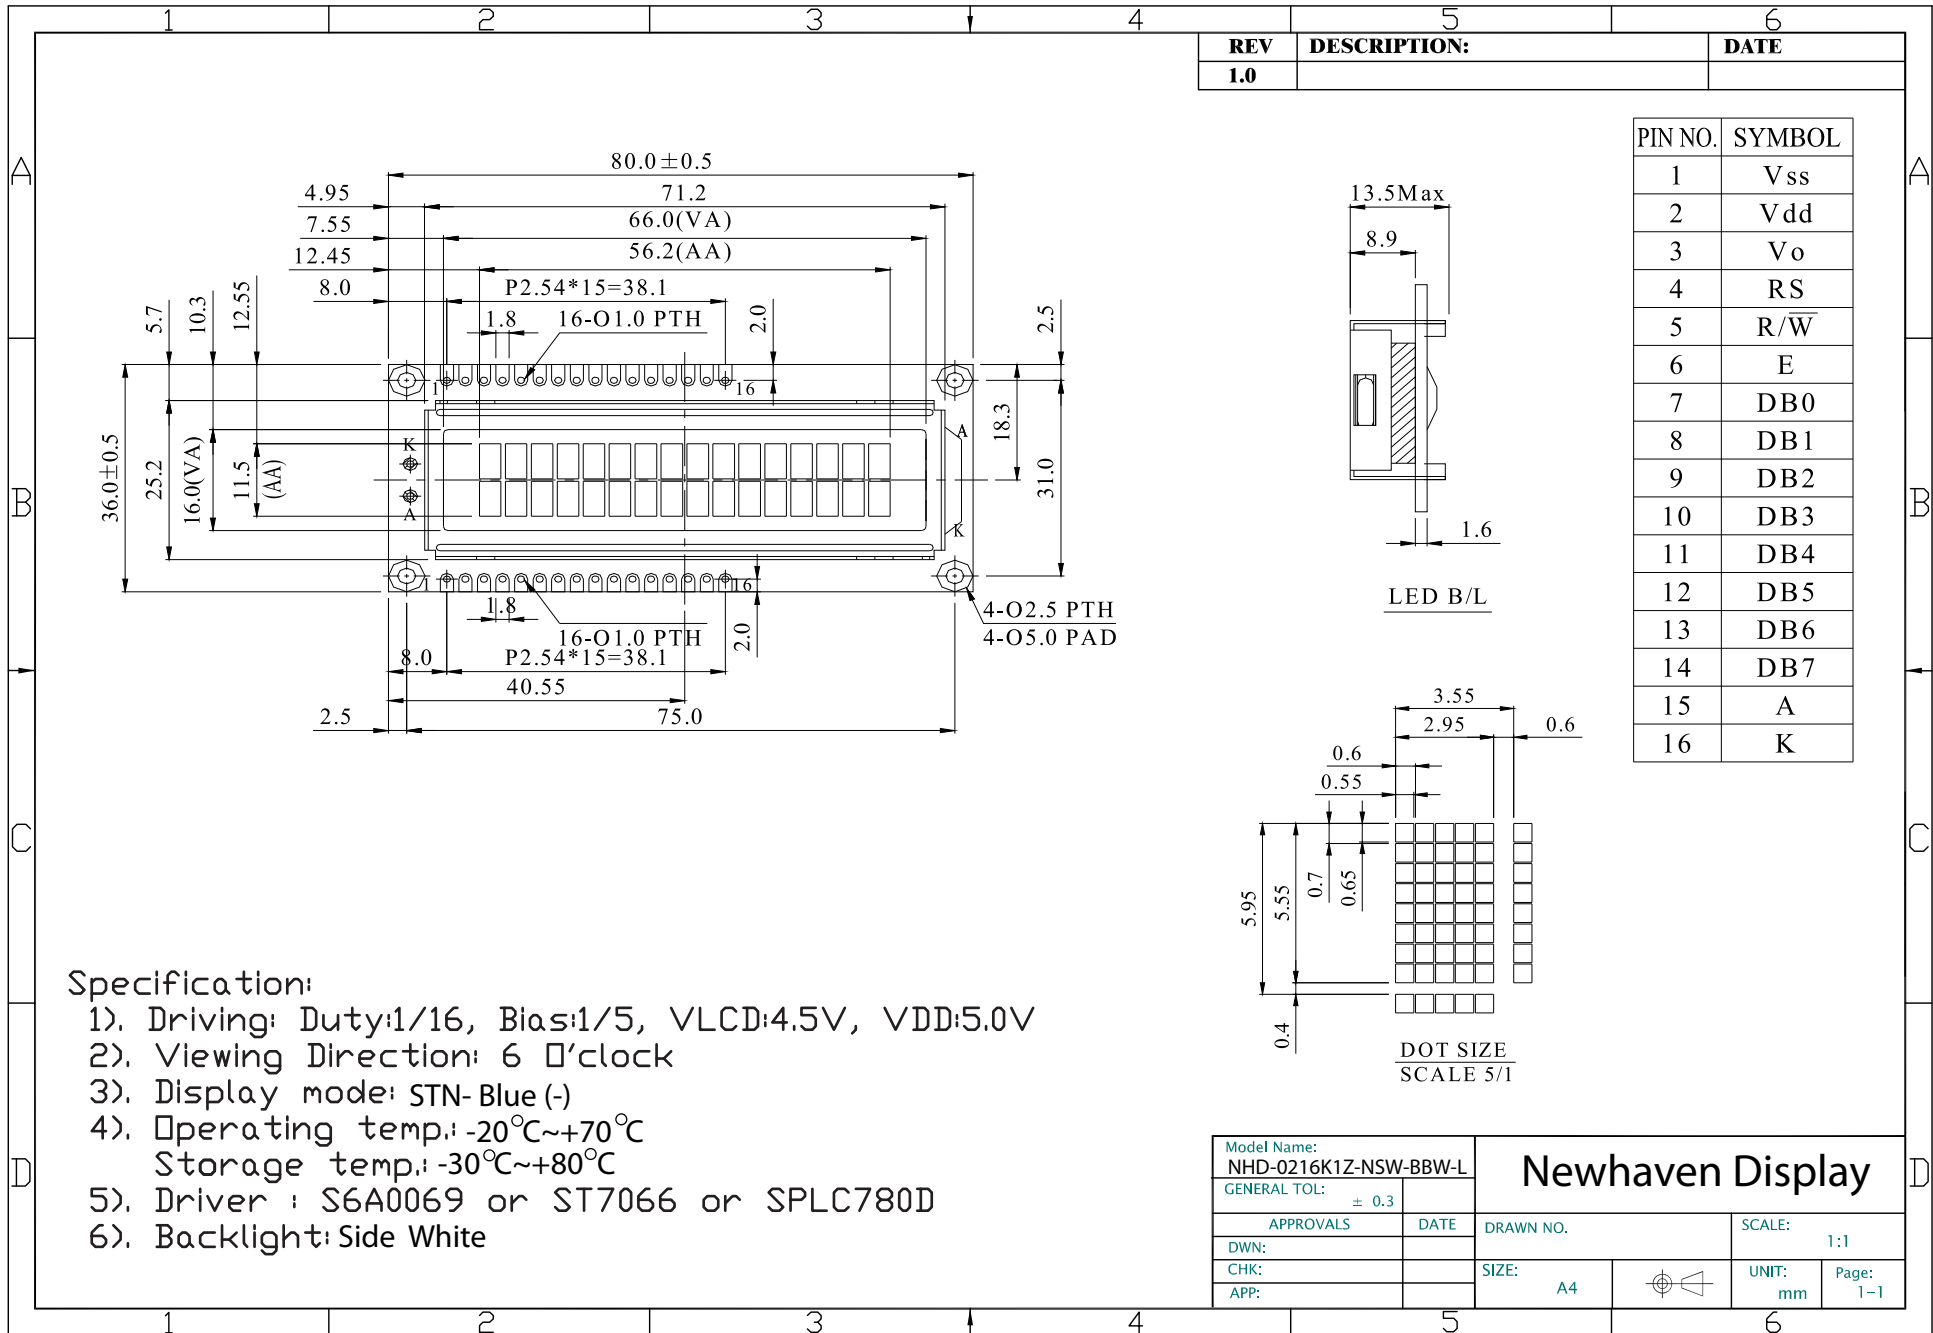 1 2 3 4 5 6
REV DESCRIPTION: DATE
1.0
A
B
C
D
A
B
C
D
80.0±0.5
4.95 71.2
7.55 66.0(VA)
12.45 56.2(AA)
8.0 P2.54*15=38.1
1.8 16-O1.0 PTH
5.7 10.3 12.55 2.0 2.5
1 16
36.0±0.5 25.2 16.0(VA) 11.5 (AA)
K A
A K
18.3 31.0
1 16
1.8
16-O1.0 PTH
2.0
4-O2.5 PTH
4-O5.0 PAD
8.0 P2.54*15=38.1
40.55
2.5 75.0
13.5Max
8.9
1.6
LED B/L
PIN NO. SYMBOL
1 Vss
2 Vdd
3 Vo
4 RS
5 R/W̅
6 E
7 DB0
8 DB1
9 DB2
10 DB3
11 DB4
12 DB5
13 DB6
14 DB7
15 A
16 K
3.55
2.95 0.6
0.6
0.55
5.95 5.55 0.7 0.65
0.4
DOT SIZE
SCALE 5/1
Specification:
1). Driving: Duty:1/16, Bias:1/5, VLCD:4.5V, VDD:5.0V
2). Viewing Direction: 6 O'clock
3). Display mode: STN- Blue (-)
4). Operating temp.: -20°C~+70°C
Storage temp.: -30°C~+80°C
5). Driver : S6A0069 or ST7066 or SPLC780D
6). Backlight: Side White
Model Name:
NHD-0216K1Z-NSW-BBW-L
Newhaven Display
GENERAL TOL:
± 0.3
APPROVALS DATE
DRAWN NO.
SCALE:
1:1
DWN:
CHK:
APP:
SIZE:
A4
UNIT:
mm
Page:
1-1
1 2 3 4 5 6